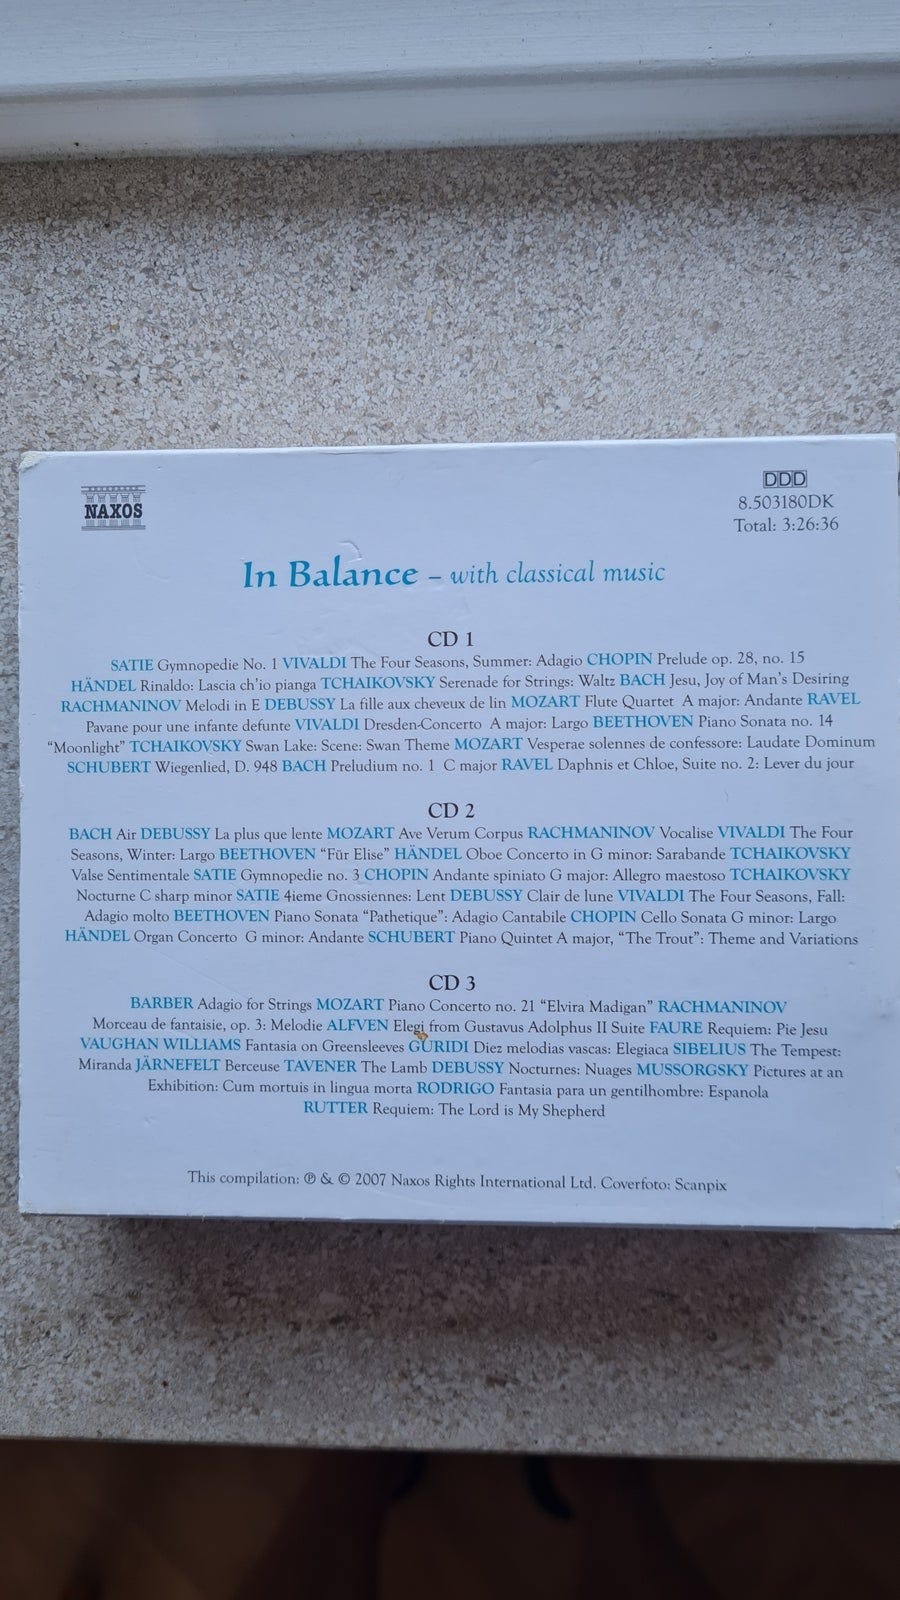 NAXOS
DDD
8.503180DK
Total: 3:26:36
In Balance – with classical music
CD 1
SATIE Gymnopedie No. 1 VIVALDI The Four Seasons, Summer: Adagio CHOPIN Prelude op. 28, no. 15
HÄNDEL Rinaldo: Lascia ch'io pianga TCHAIKOVSKY Serenade for Strings: Waltz BACH Jesu, Joy of Man's Desiring
RACHMANINOV Melodi in E DEBUSSY La fille aux cheveux de lin MOZART Flute Quartet A major: Andante RAVEL
Pavane pour une infante defunte VIVALDI Dresden-Concerto A major: Largo BEETHOVEN Piano Sonata no. 14
“Moonlight” TCHAIKOVSKY Swan Lake: Scene: Swan Theme MOZART Vesperae solennes de confessore: Laudate Dominum
SCHUBERT Wiegenlied, D. 948 BACH Preludium no. 1 C major RAVEL Daphnis et Chloe, Suite no. 2: Lever du jour
CD 2
BACH Air DEBUSSY La plus que lente MOZART Ave Verum Corpus RACHMANINOV Vocalise VIVALDI The Four
Seasons, Winter: Largo BEETHOVEN “Für Elise” HÄNDEL Oboe Concerto in G minor: Sarabande TCHAIKOVSKY
Valse Sentimentale SATIE Gymnopedie no. 3 CHOPIN Andante spiniato G major: Allegro maestoso TCHAIKOVSKY
Nocturne C sharp minor SATIE 4ieme Gnossiennes: Lent DEBUSSY Clair de lune VIVALDI The Four Seasons, Fall:
Adagio molto BEETHOVEN Piano Sonata “Pathetique”: Adagio Cantabile CHOPIN Cello Sonata G minor: Largo
HÄNDEL Organ Concerto G minor: Andante SCHUBERT Piano Quintet A major, “The Trout”: Theme and Variations
CD 3
BARBER Adagio for Strings MOZART Piano Concerto no. 21 “Elvira Madigan” RACHMANINOV
Morceau de fantaisie, op. 3: Melodie ALFVEN Elegi from Gustavus Adolphus II Suite FAURE Requiem: Pie Jesu
VAUGHAN WILLIAMS Fantasia on Greensleeves GURIDI Diez melodias vascas: Elegiaca SIBELIUS The Tempest:
Miranda JÄRNEFELT Berceuse TAVENER The Lamb DEBUSSY Nocturnes: Nuages MUSSORGSKY Pictures at an
Exhibition: Cum mortuis in lingua morta RODRIGO Fantasia para un gentilhombre: Espanola
RUTTER Requiem: The Lord is My Shepherd
This compilation: ℗ & © 2007 Naxos Rights International Ltd. Coverfoto: Scanpix